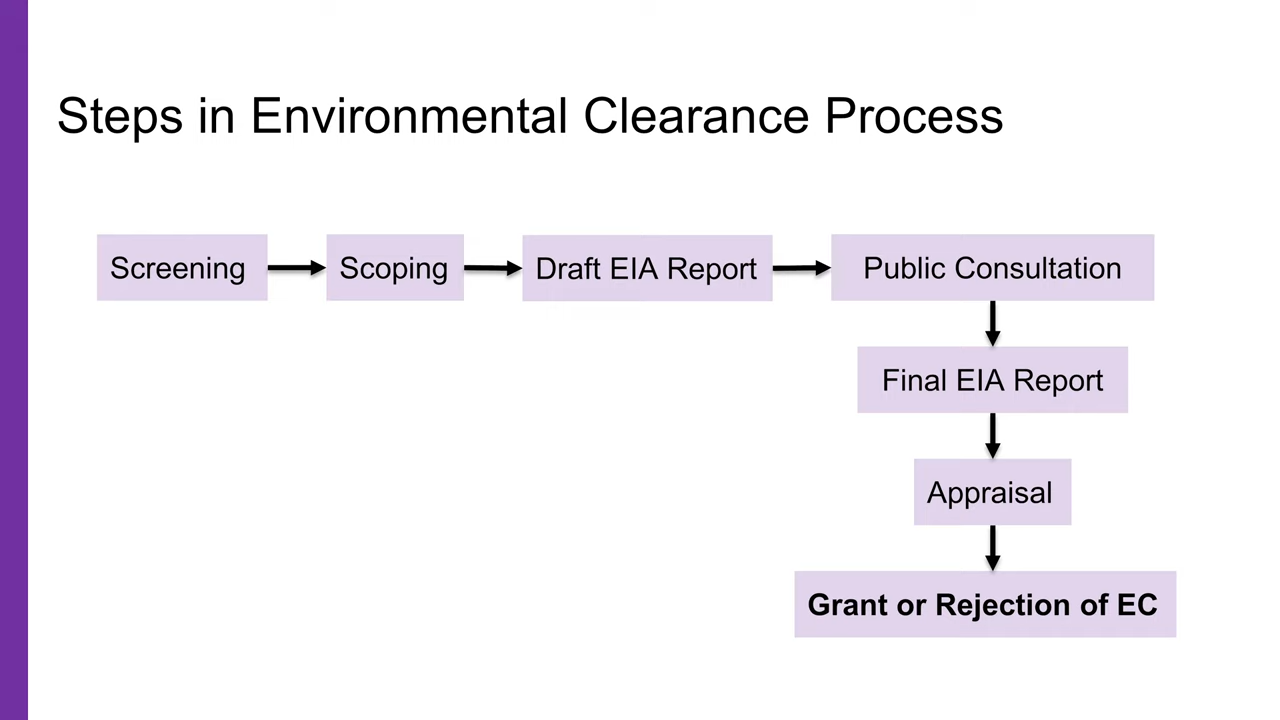 Steps in Environmental Clearance Process
Screening
Scoping
Draft EIA Report
Public Consultation
Final EIA Report
Appraisal
Grant or Rejection of EC